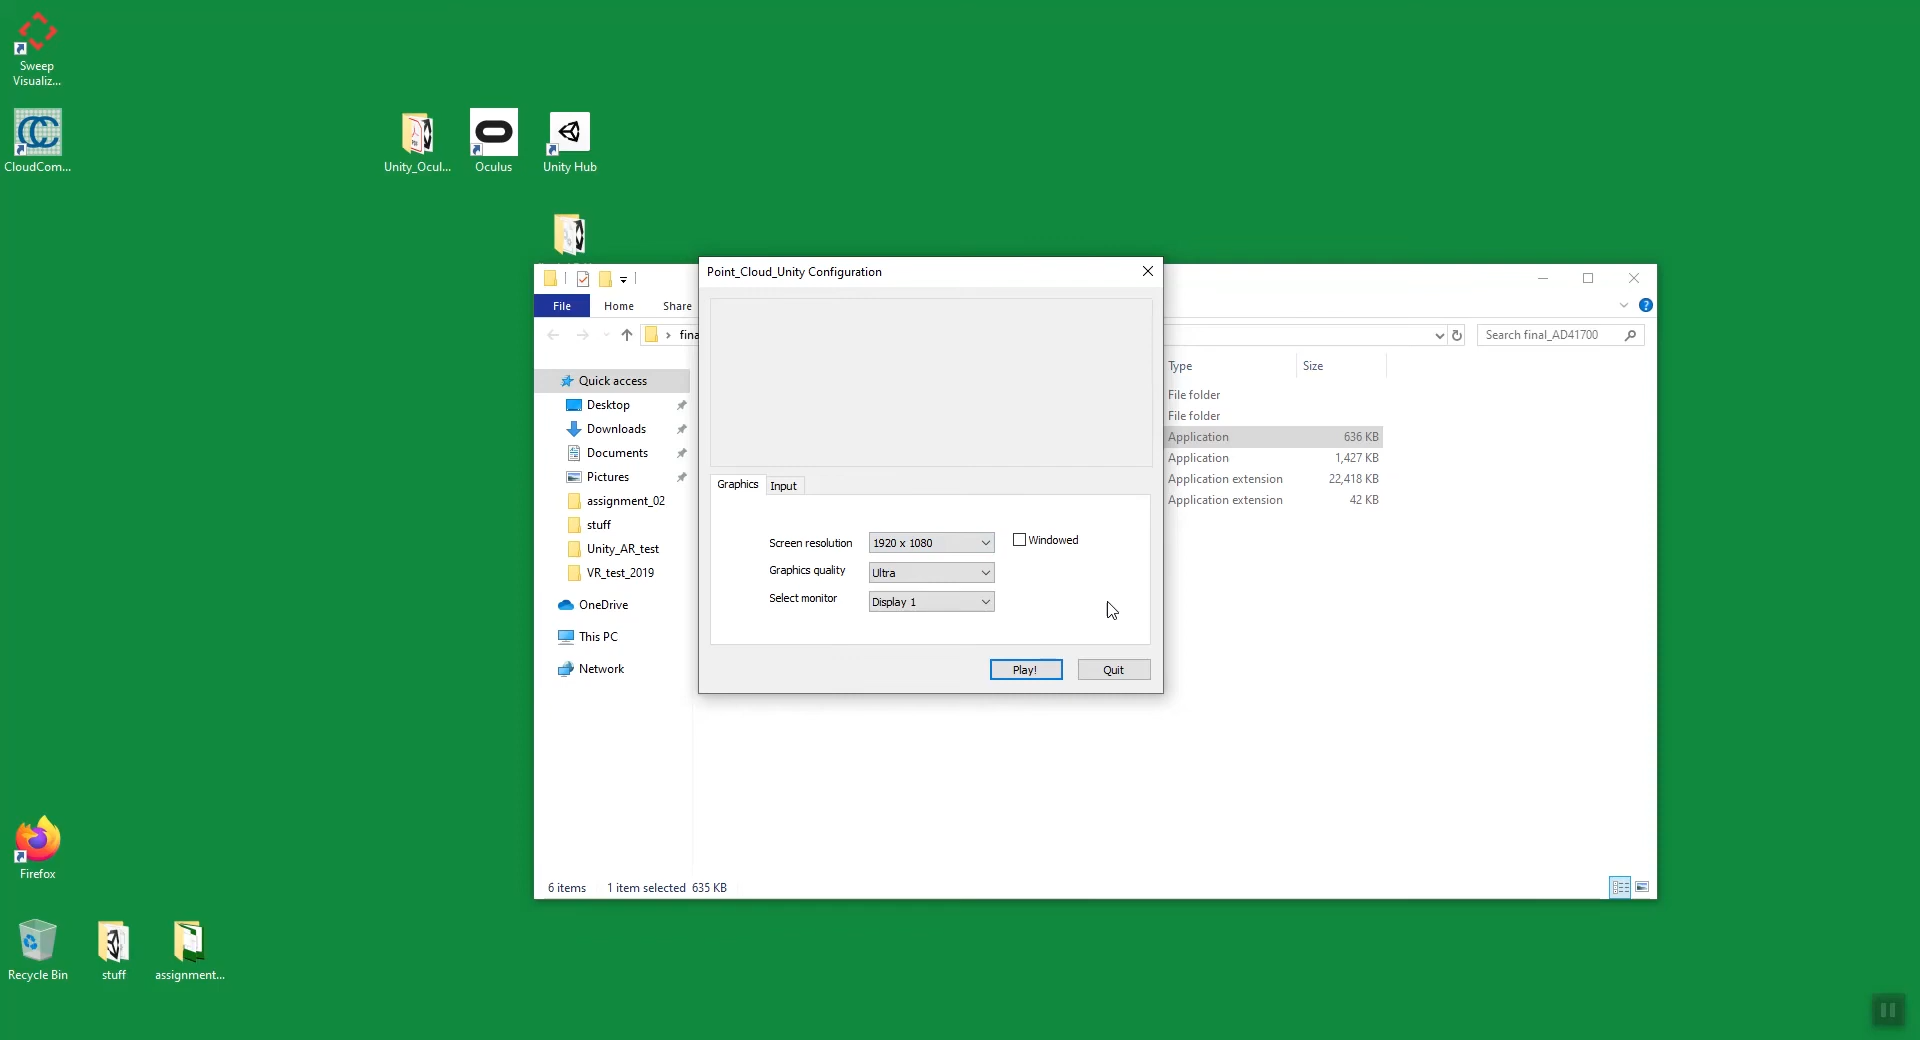 Sweep
Visualiz...
CloudCom...
Unity_Ocul...
Oculus
Unity Hub
Point_Cloud_Unity Configuration
File
Home
Share
fina
Search final_AD41700
Type
Size
Quick access
Desktop
Downloads
Documents
Pictures
assignment_02
stuff
Unity_AR_test
VR_test_2019
OneDrive
This PC
Network
File folder
File folder
Application 636 KB
Application 1,427 KB
Application extension 22,418 KB
Application extension 42 KB
Graphics
Input
Screen resolution 1920 x 1080
Windowed
Graphics quality Ultra
Select monitor Display 1
Play!
Quit
6 items 1 item selected 635 KB
Firefox
Recycle Bin
stuff
assignment...